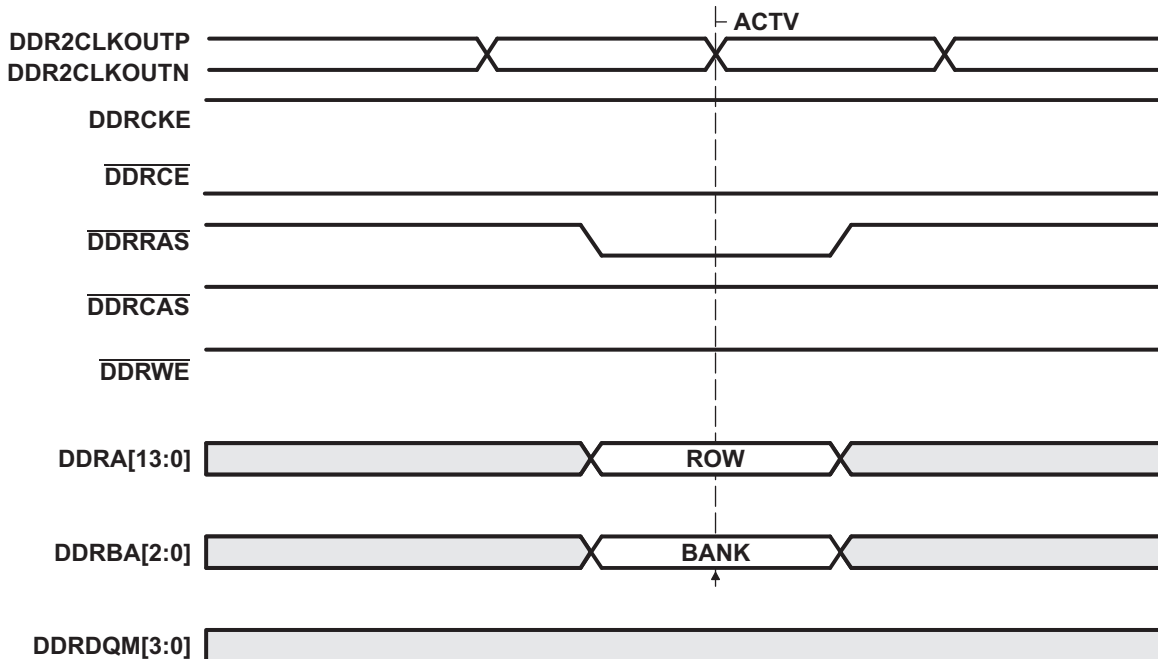 ACTV
DDR2CLKOUTP
DDR2CLKOUTN
DDRCKE
DDRCE
DDRRAS
DDRCAS
DDRWE
DDRA[13:0] ROW
DDRBA[2:0] BANK
DDRDQM[3:0]